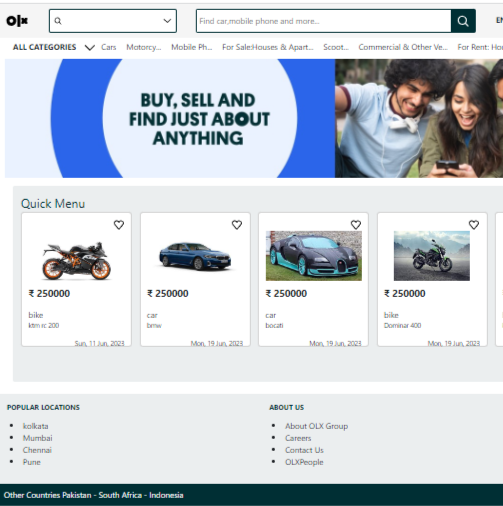 olx
Find car,mobile phone and more...
EN
ALL CATEGORIES Cars Motorcy... Mobile Ph... For Sale:Houses & Apart... Scoot... Commercial & Other Ve... For Rent: Hou
BUY, SELL AND
FIND JUST ABOUT
ANYTHING
Quick Menu
₹ 250000
bike
ktm rc 200
Sun, 11 Jun, 2023
₹ 250000
car
bmw
Mon, 19 Jun, 2023
₹ 250000
car
bocati
Mon, 19 Jun, 2023
₹ 250000
bike
Dominar 400
Mon, 19 Jun, 2023
POPULAR LOCATIONS
kolkata
Mumbai
Chennai
Pune
ABOUT US
About OLX Group
Careers
Contact Us
OLXPeople
Other Countries Pakistan - South Africa - Indonesia